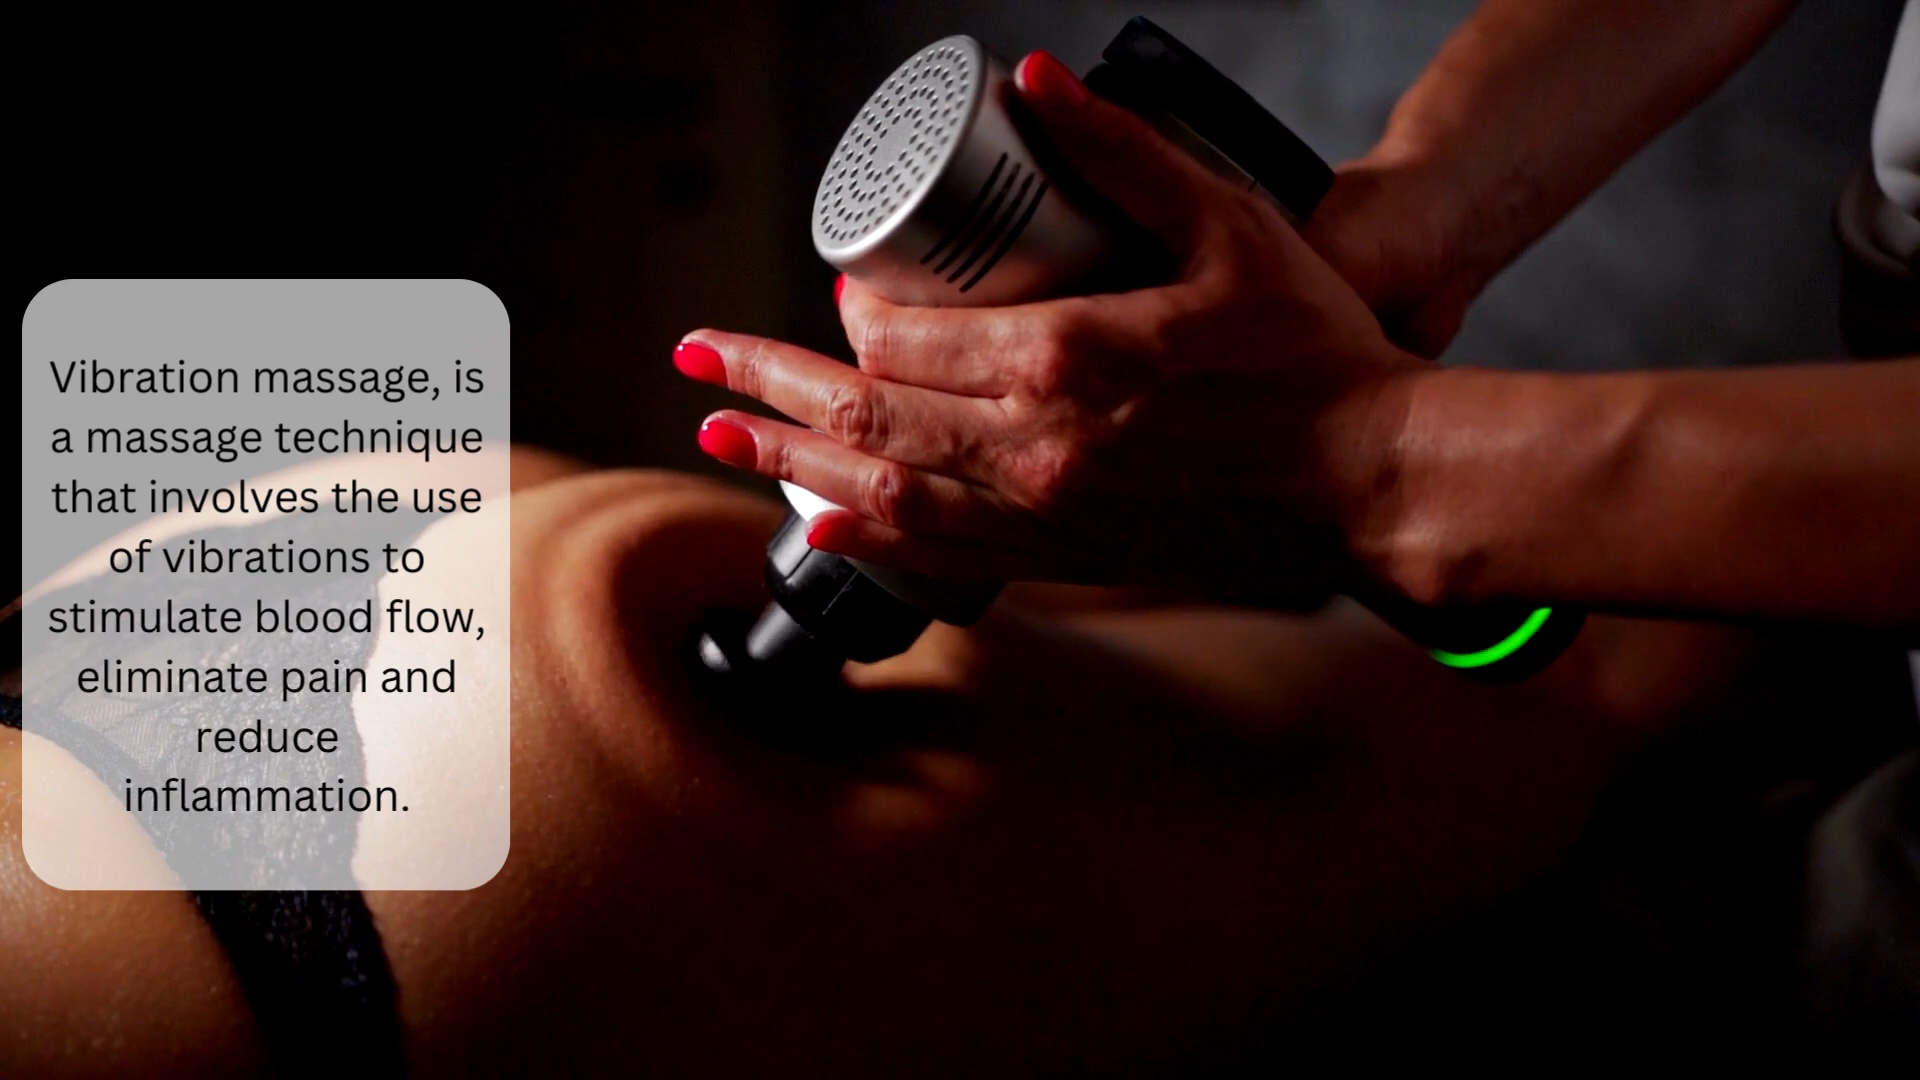 Vibration massage, is
a massage technique
that involves the use
of vibrations to
stimulate blood flow,
eliminate pain and
reduce
inflammation.